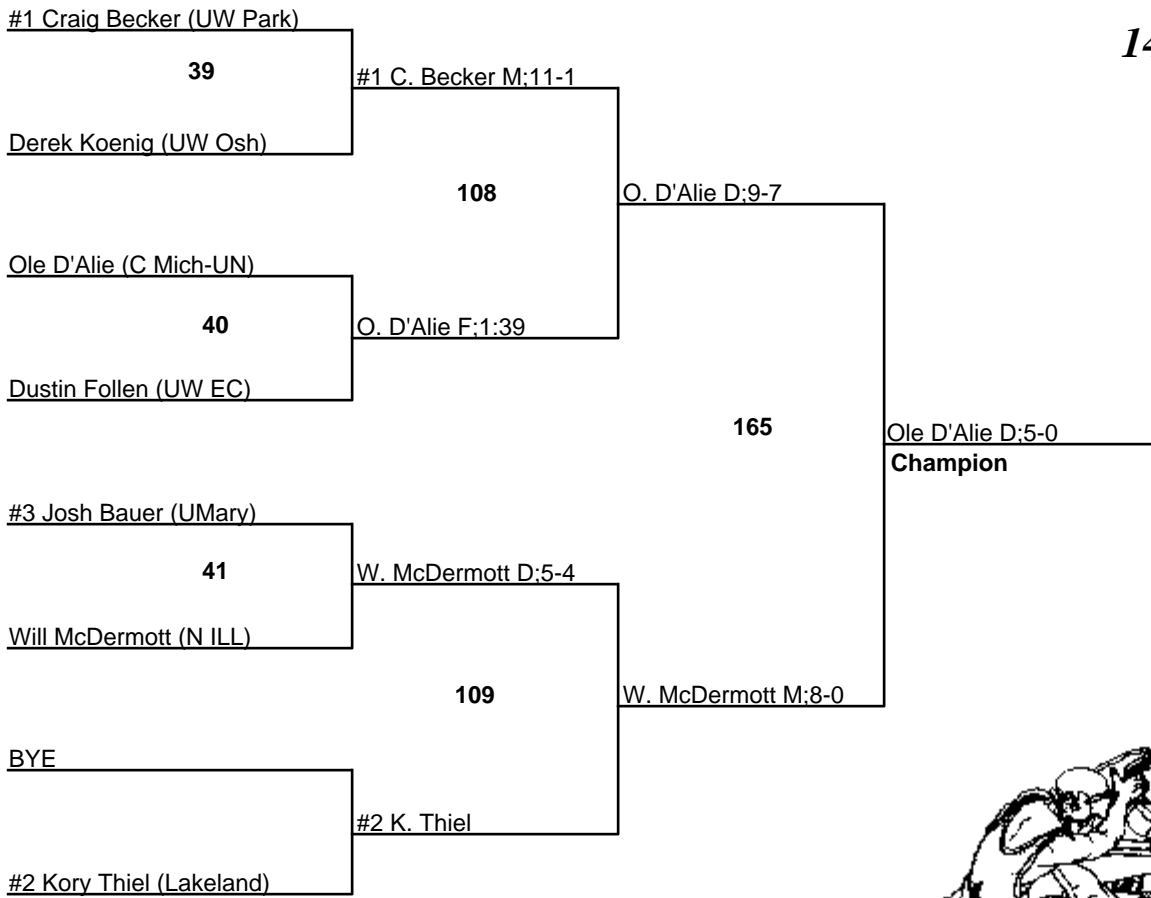 #1 Craig Becker (UW Park)
14
39
#1 C. Becker M;11-1
Derek Koenig (UW Osh)
108
O. D'Alie D;9-7
Ole D'Alie (C Mich-UN)
40
O. D'Alie F;1:39
Dustin Follen (UW EC)
165
Ole D'Alie D;5-0
Champion
#3 Josh Bauer (UMary)
41
W. McDermott D;5-4
Will McDermott (N ILL)
109
W. McDermott M;8-0
BYE
#2 K. Thiel
#2 Kory Thiel (Lakeland)